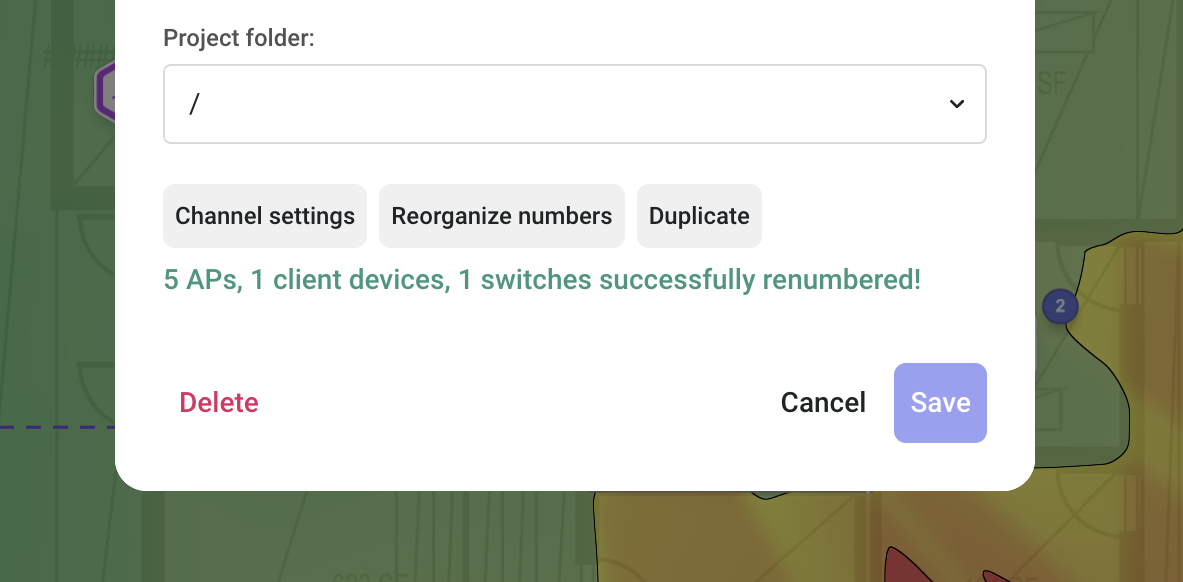 Project folder:
/
Channel settings Reorganize numbers Duplicate
5 APs, 1 client devices, 1 switches successfully renumbered!
2
Delete Cancel Save